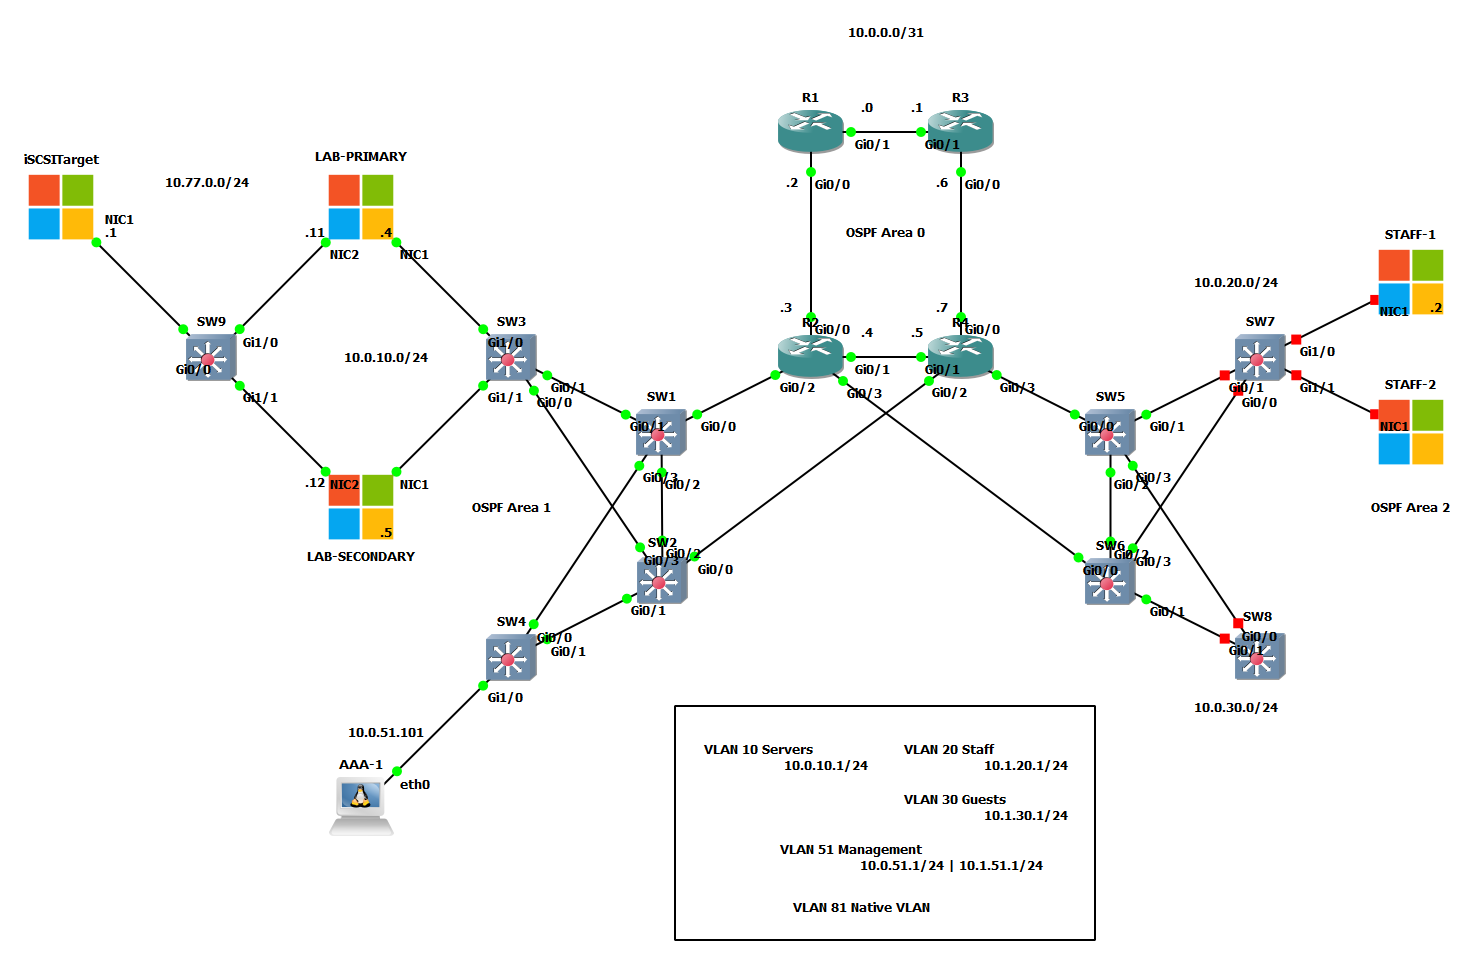 10.0.0.0/31
R1
R3
.0
.1
Gi0/1
Gi0/1
iSCSITarget
LAB-PRIMARY
10.77.0.0/24
.2
Gi0/0
.6
Gi0/0
NIC1
.1
.11
.4
NIC2
NIC1
OSPF Area 0
STAFF-1
10.0.20.0/24
SW9
SW3
.3
.7
R2
Gi0/0
R4
Gi0/0
SW7
NIC1
.2
Gi1/0
Gi1/0
.4
.5
Gi0/1
Gi0/1
Gi1/0
10.0.10.0/24
Gi0/0
Gi1/1
Gi1/1
Gi0/1
Gi0/0
Gi0/2
Gi0/3
Gi0/2
Gi0/3
Gi0/1
Gi0/0
Gi1/1
STAFF-2
NIC1
SW1
Gi0/1
Gi0/0
SW5
Gi0/0
Gi0/1
.12
NIC2
NIC1
Gi0/3
Gi0/2
Gi0/2
Gi0/3
OSPF Area 1
OSPF Area 2
.5
LAB-SECONDARY
SW2
Gi0/2
Gi0/3
Gi0/0
SW6
Gi0/2
Gi0/3
Gi0/0
Gi0/1
Gi0/1
SW4
Gi0/0
Gi0/1
SW8
Gi0/0
Gi0/1
Gi1/0
10.0.30.0/24
10.0.51.101
AAA-1
eth0
VLAN 10 Servers
10.0.10.1/24
VLAN 20 Staff
10.1.20.1/24
VLAN 30 Guests
10.1.30.1/24
VLAN 51 Management
10.0.51.1/24 | 10.1.51.1/24
VLAN 81 Native VLAN